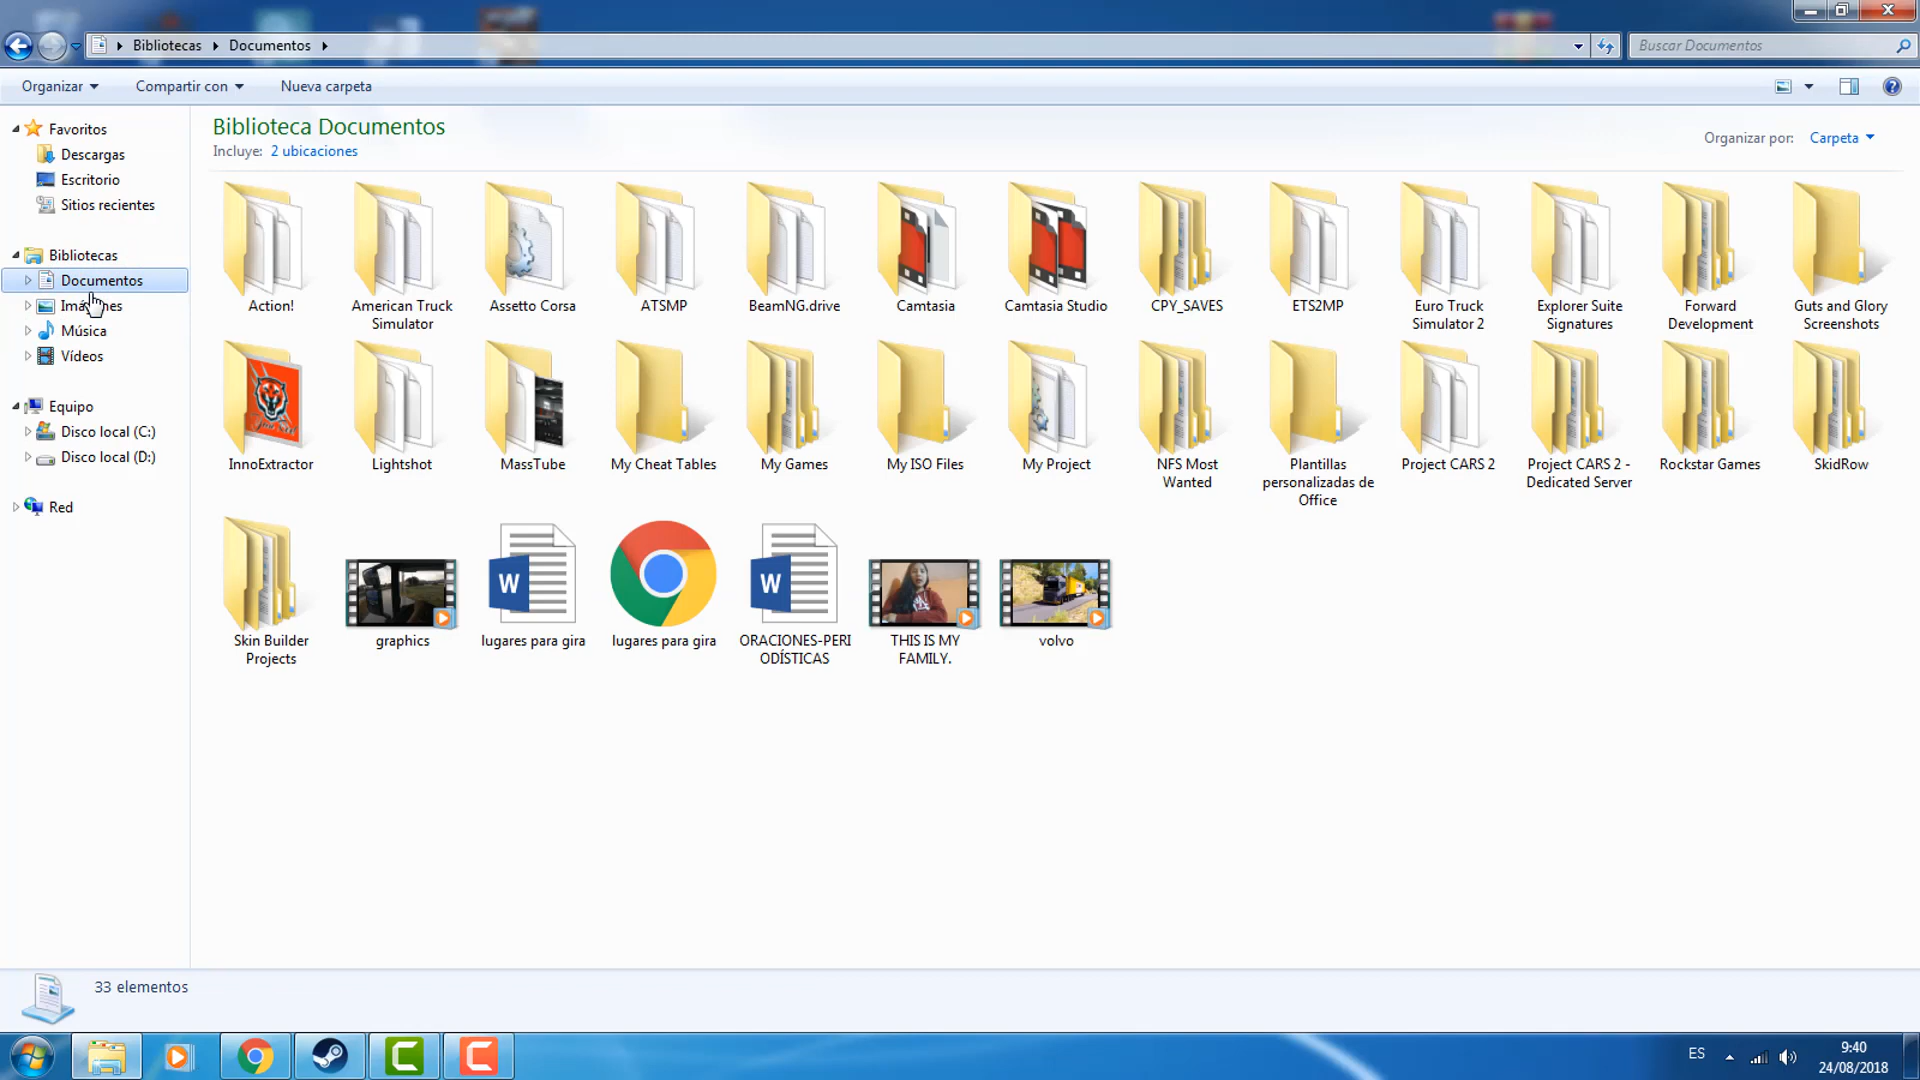 Bibliotecas Documentos
Buscar Documentos
Organizar Compartir con Nueva carpeta
Favoritos
Descargas
Escritorio
Sitios recientes
Bibliotecas
Documentos
Imágenes
Música
Vídeos
Equipo
Disco local (C:)
Disco local (D:)
Red
Biblioteca Documentos
Incluye: 2 ubicaciones
Organizar por: Carpeta
Action!
American Truck
Simulator
Assetto Corsa
ATSMP
BeamNG.drive
Camtasia
Camtasia Studio
CPY_SAVES
ETS2MP
Euro Truck
Simulator 2
Explorer Suite
Signatures
Forward
Development
Guts and Glory
Screenshots
InnoExtractor
Lightshot
MassTube
My Cheat Tables
My Games
My ISO Files
My Project
NFS Most
Wanted
Plantillas
personalizadas de
Office
Project CARS 2
Project CARS 2 -
Dedicated Server
Rockstar Games
SkidRow
Skin Builder
Projects
graphics
lugares para gira
lugares para gira
ORACIONES-PERI
ODÍSTICAS
THIS IS MY
FAMILY.
volvo
33 elementos
ES
9:40
24/08/2018